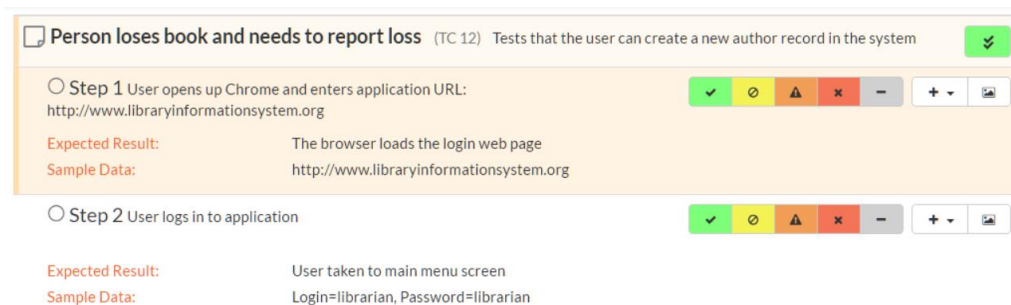 Person loses book and needs to report loss (TC 12) Tests that the user can create a new author record in the system
Step 1 User opens up Chrome and enters application URL:
http://www.libraryinformationsystem.org
Expected Result: The browser loads the login web page
Sample Data: http://www.libraryinformationsystem.org
Step 2 User logs in to application
Expected Result: User taken to main menu screen
Sample Data: Login=librarian, Password=librarian